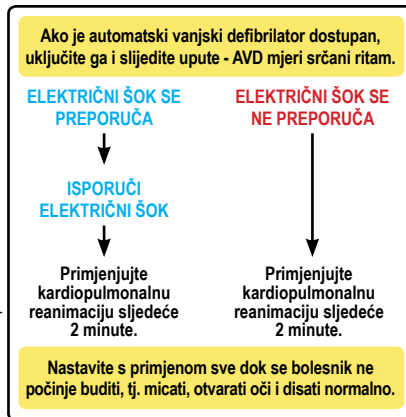 Ako je automatski vanjski defibrilator dostupan,
uključite ga i slijedite upute - AVD mjeri srčani ritam.
ELEKTRIČNI ŠOK SE
PREPORUČA
ISPORUČI
ELEKTRIČNI ŠOK
Primjenjujte
kardiopulmonalnu
reanimaciju sljedeće
2 minute.
ELEKTRIČNI ŠOK SE
NE PREPORUČA
Primjenjujte
kardiopulmonalnu
reanimaciju sljedeće
2 minute.
Nastavite s primjenom sve dok se bolesnik ne
počinje buditi, tj. micati, otvarati oči i disati normalno.